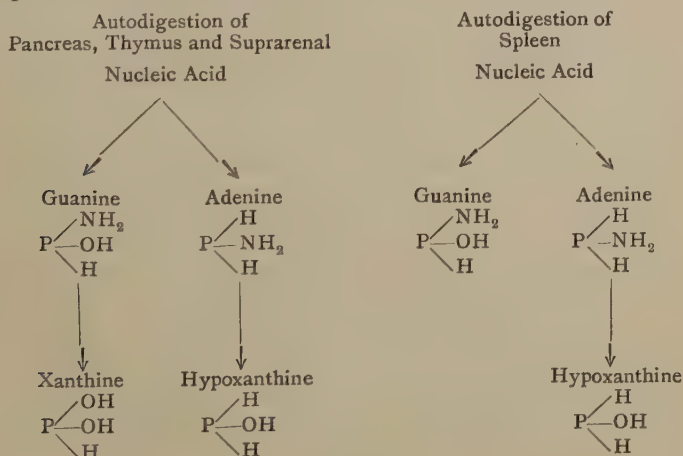 Autodigestion of
Pancreas, Thymus and Suprarenal
Nucleic Acid
Guanine
NH₂
P—OH
H
Adenine
H
P—NH₂
H
Xanthine
OH
P—OH
H
Hypoxanthine
H
P—OH
H
Autodigestion of
Spleen
Nucleic Acid
Guanine
NH₂
P—OH
H
Adenine
H
P—NH₂
H
Hypoxanthine
H
P—OH
H